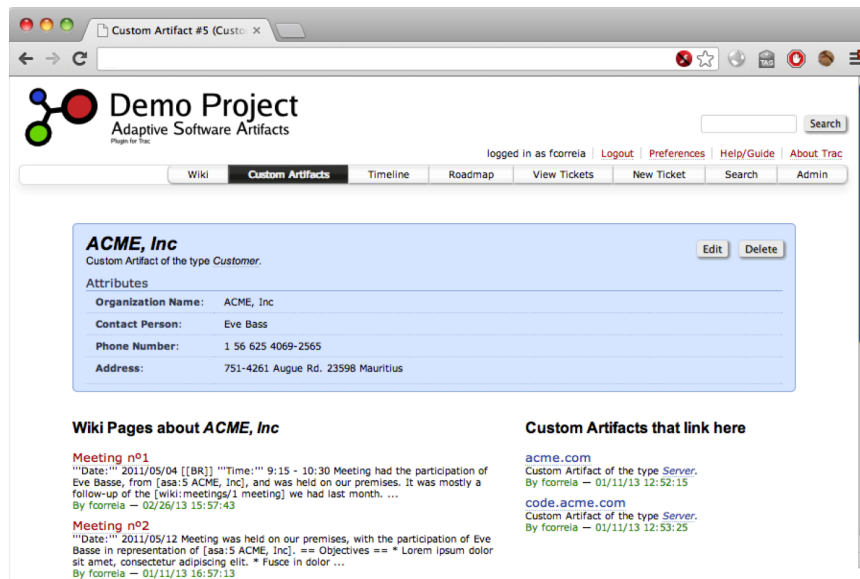 Custom Artifact #5 (Custo
TAG
Demo Project
Adaptive Software Artifacts
Plugin for Trac
Search
logged in as fcorreia Logout Preferences Help/Guide About Trac
Wiki Custom Artifacts Timeline Roadmap View Tickets New Ticket Search Admin
ACME, Inc
Custom Artifact of the type Customer.
Edit Delete
Attributes
Organization Name: ACME, Inc
Contact Person: Eve Bass
Phone Number: 1 56 625 4069-2565
Address: 751-4261 Augue Rd. 23598 Mauritius
Wiki Pages about ACME, Inc
Meeting nº1
'''Date:''' 2011/05/04 [[BR]] '''Time:''' 9:15 - 10:30 Meeting had the participation of
Eve Basse, from [asa:5 ACME, Inc], and was held on our premises. It was mostly a
follow-up of the [wiki:meetings/1 meeting] we had last month. ...
By fcorreia — 02/26/13 15:57:43
Meeting nº2
'''Date:''' 2011/05/12 Meeting was held on our premises, with the participation of Eve
Basse in representation of [asa:5 ACME, Inc]. == Objectives == * Lorem ipsum dolor
sit amet, consectetur adipiscing elit. * Fusce in dolor ...
By fcorreia — 01/11/13 16:57:13
Custom Artifacts that link here
acme.com
Custom Artifact of the type Server.
By fcorreia — 01/11/13 12:52:15
code.acme.com
Custom Artifact of the type Server.
By fcorreia — 01/11/13 12:53:25